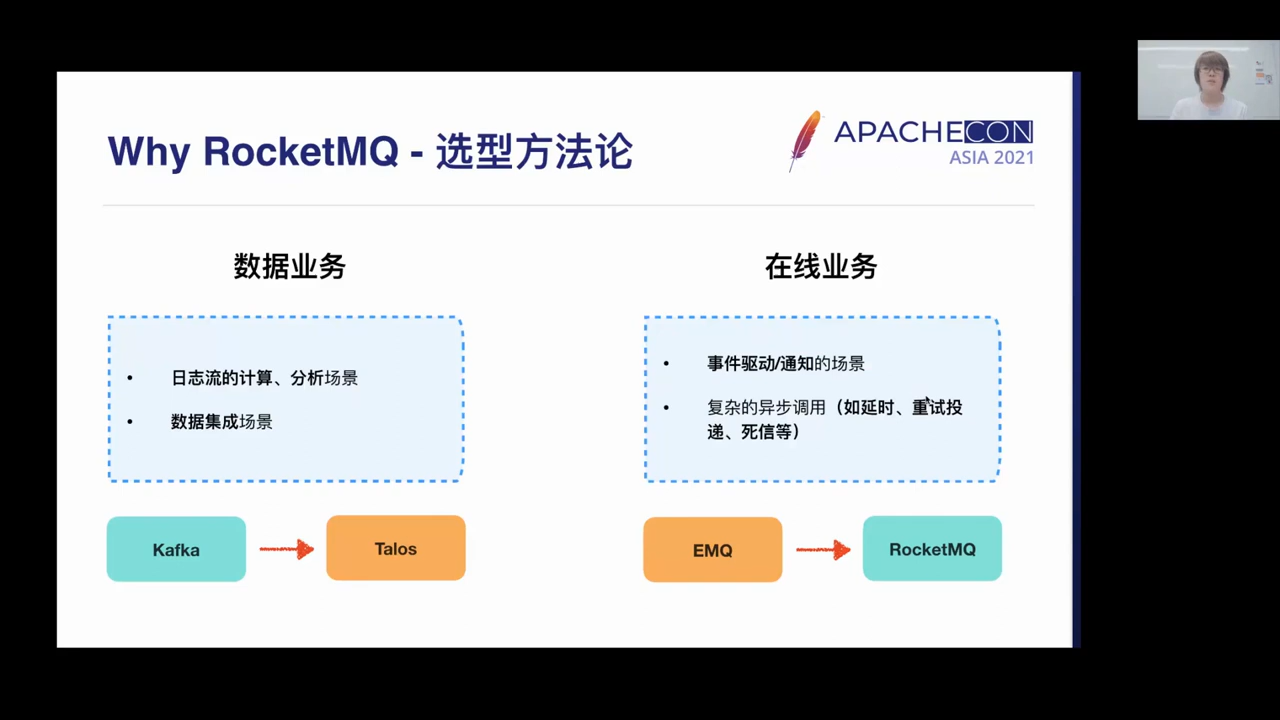 Why RocketMQ - 选型方法论
APACHECON
ASIA 2021
数据业务
在线业务
• 日志流的计算、分析场景
• 数据集成场景
• 事件驱动/通知的场景
• 复杂的异步调用（如延时、重试投
递、死信等）
Kafka
Talos
EMQ
RocketMQ